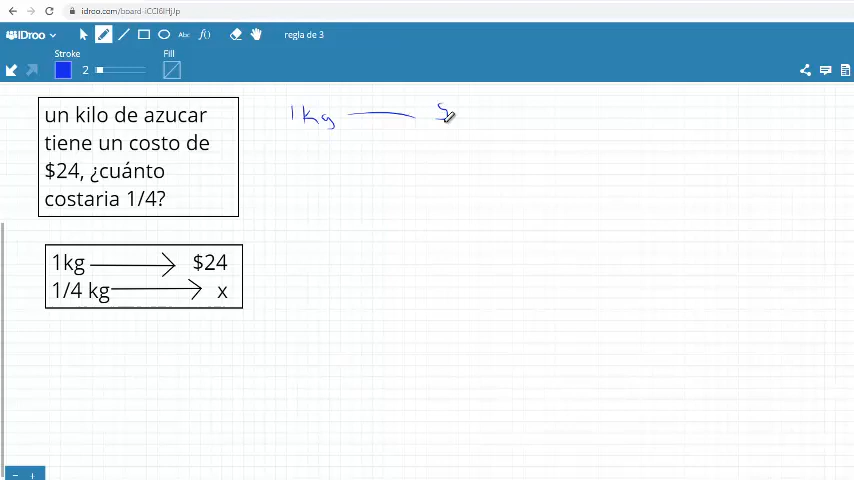 idroo.com/board-iCCl6lHjJp
IDroo
Abc
f()
regla de 3
Stroke
Fill
2
un kilo de azucar
tiene un costo de
$24, ¿cuánto
costaria 1/4?
1kg
1kg $24
1/4 kg x